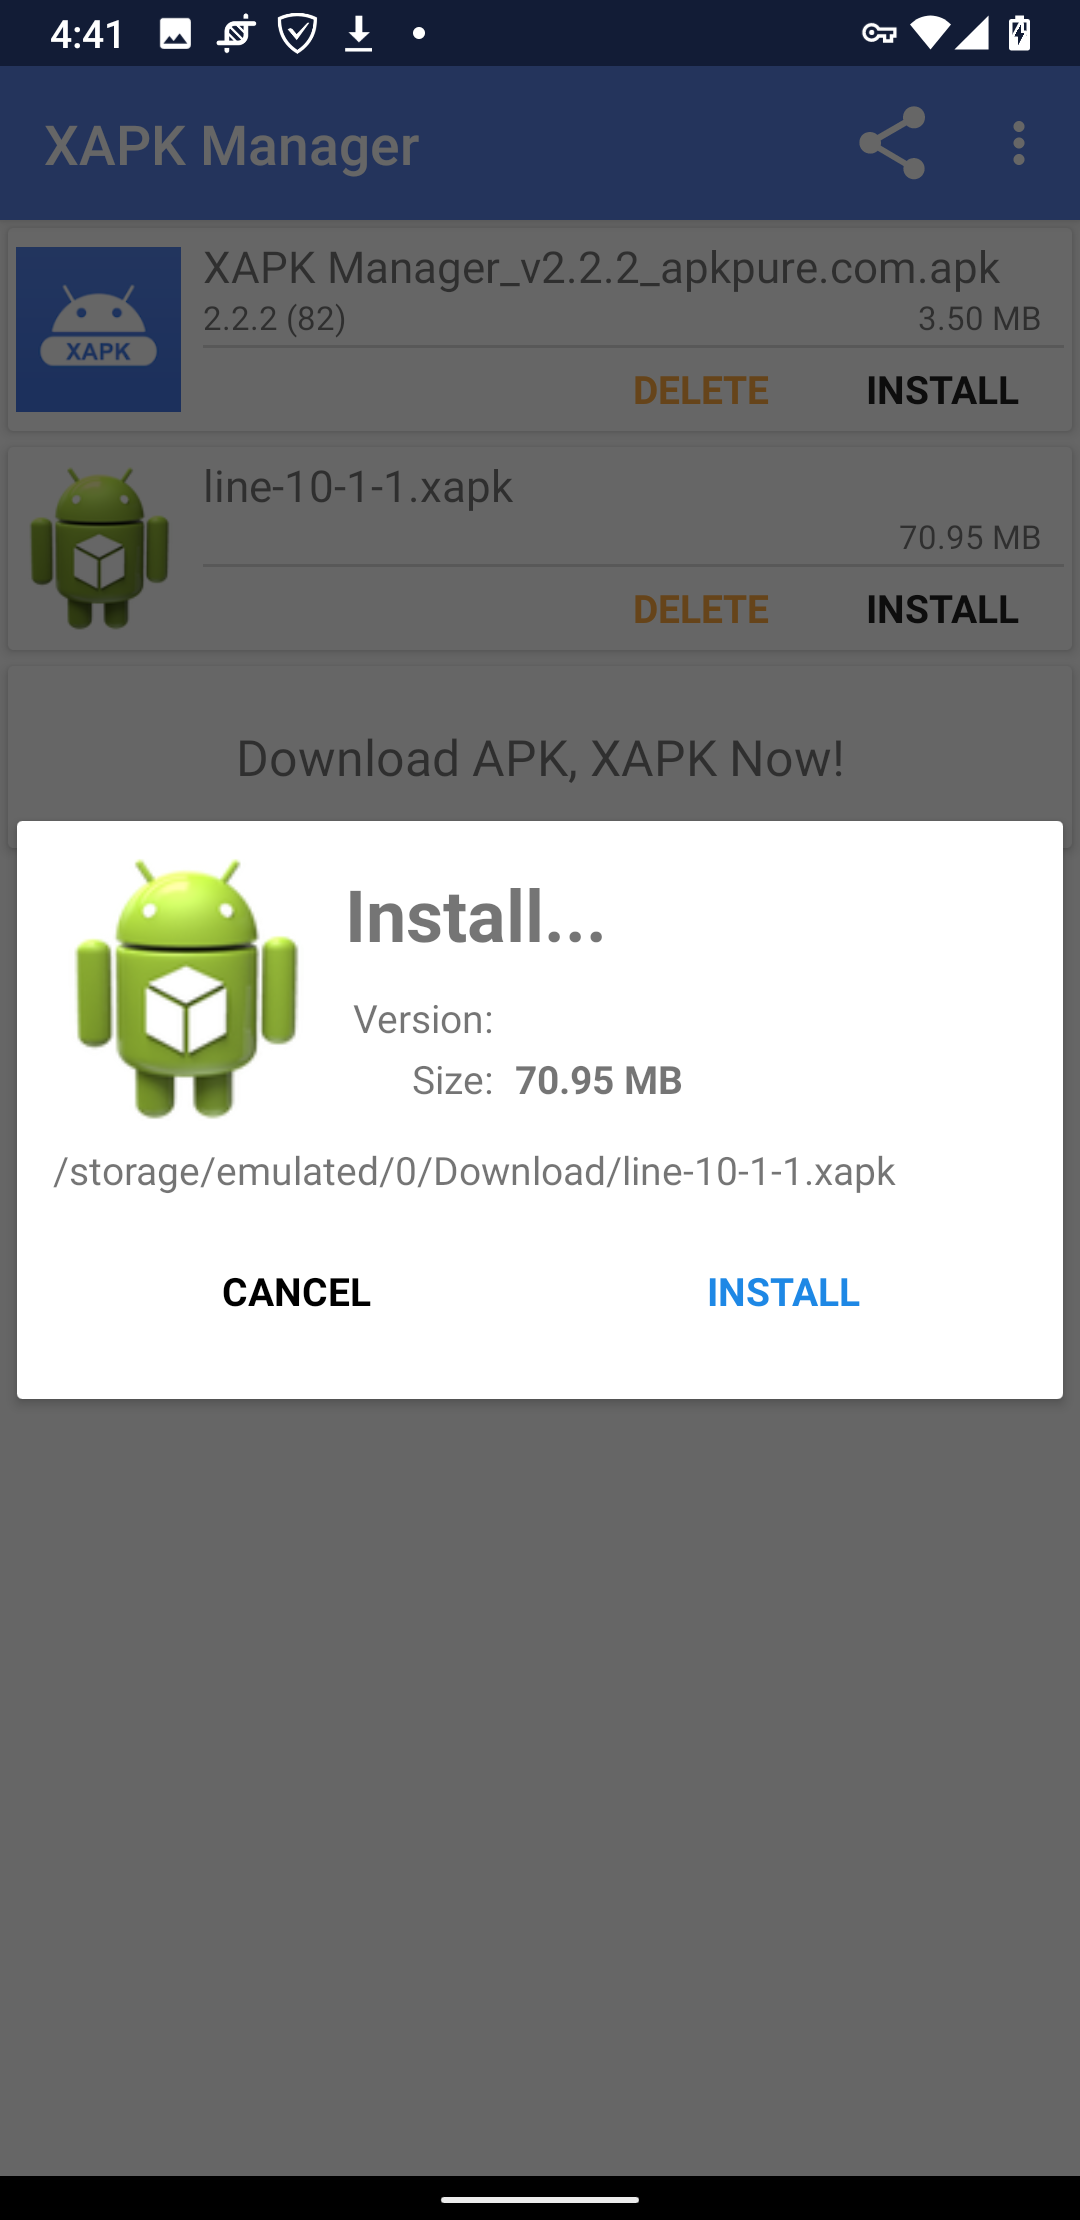 4:41
XAPK Manager
XAPK Manager_v2.2.2_apkpure.com.apk
2.2.2 (82) 3.50 MB
XAPK
DELETE INSTALL
line-10-1-1.xapk
70.95 MB
DELETE INSTALL
Download APK, XAPK Now!
Install...
Version:
Size: 70.95 MB
/storage/emulated/0/Download/line-10-1-1.xapk
CANCEL INSTALL